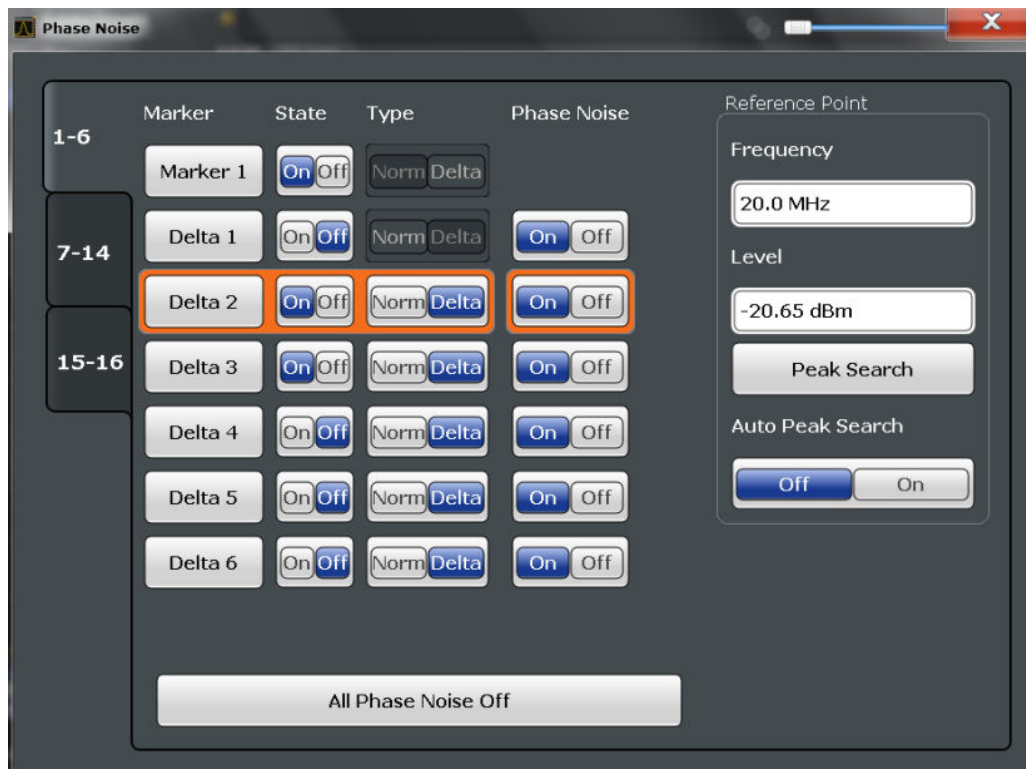 Phase Noise
1-6
7-14
15-16
Marker State Type Phase Noise
Marker 1 On Off Norm Delta
Delta 1 On Off Norm Delta On Off
Delta 2 On Off Norm Delta On Off
Delta 3 On Off Norm Delta On Off
Delta 4 On Off Norm Delta On Off
Delta 5 On Off Norm Delta On Off
Delta 6 On Off Norm Delta On Off
All Phase Noise Off
Reference Point
Frequency
20.0 MHz
Level
-20.65 dBm
Peak Search
Auto Peak Search
Off On